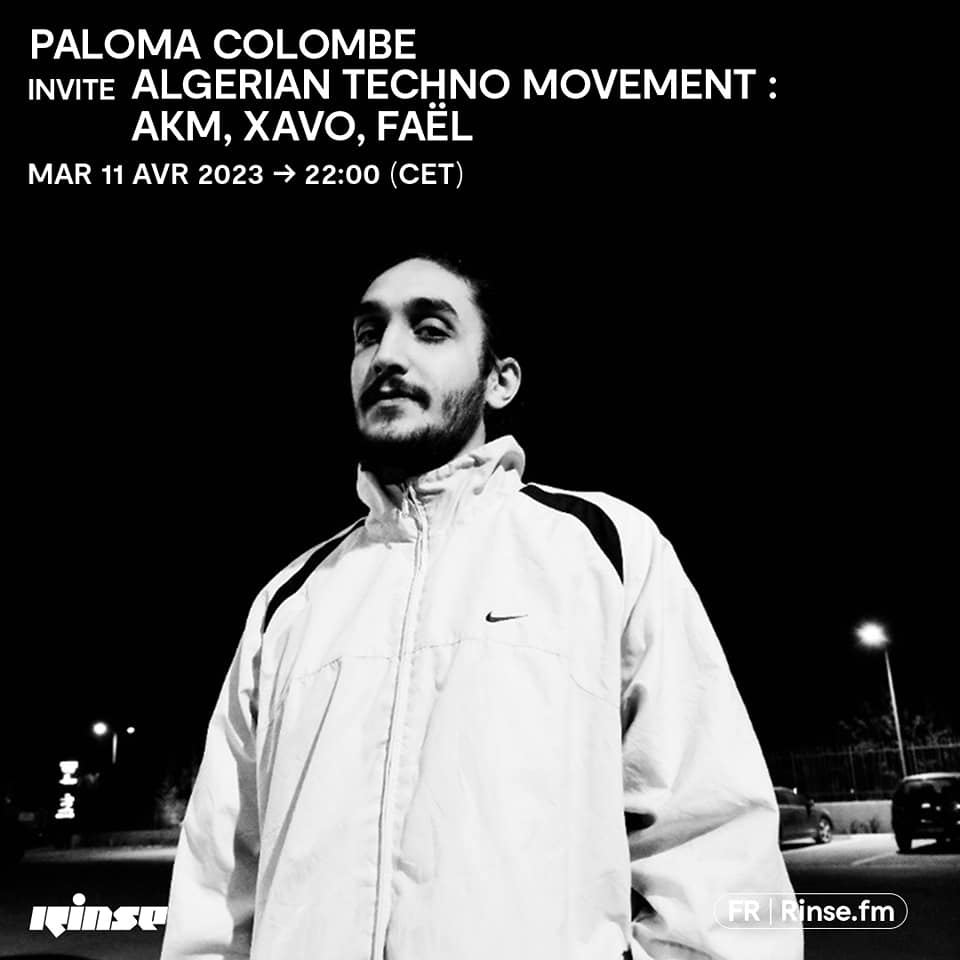 PALOMA COLOMBE
INVITE ALGERIAN TECHNO MOVEMENT :
AKM, XAVO, FAËL
MAR 11 AVR 2023 → 22:00 (CET)
rinse
FR | Rinse.fm